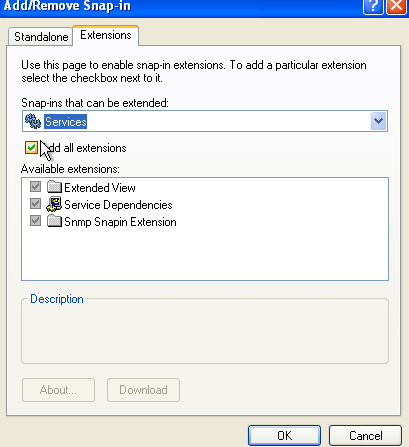 Add/Remove Snap-in
Standalone
Extensions
Use this page to enable snap-in extensions. To add a particular extension
select the checkbox next to it.
Snap-ins that can be extended:
Services
dd all extensions
Available extensions:
Extended View
Service Dependencies
Snmp Snapin Extension
Description
About...
Download
OK
Cancel